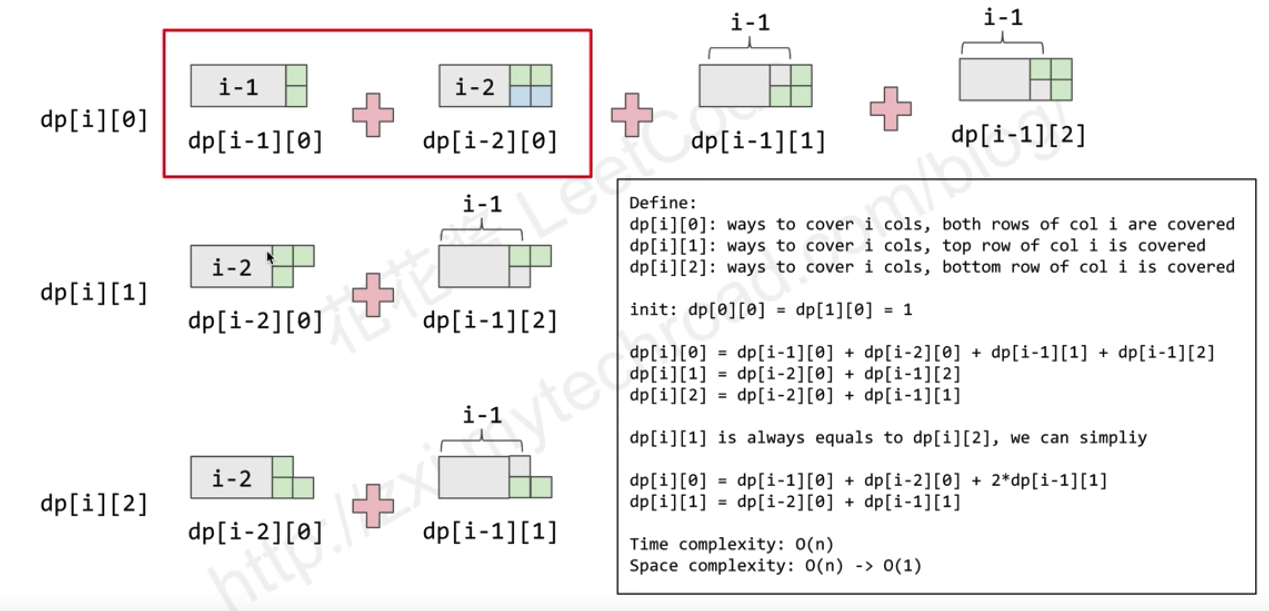 i-1
i-1
dp[i][0]
i-1
i-2
dp[i-1][0]
dp[i-2][0]
dp[i-1][1]
dp[i-1][2]
i-1
dp[i][1]
i-2
dp[i-2][0]
dp[i-1][2]
i-1
dp[i][2]
i-2
dp[i-2][0]
dp[i-1][1]
Define:
dp[i][0]: ways to cover i cols, both rows of col i are covered
dp[i][1]: ways to cover i cols, top row of col i is covered
dp[i][2]: ways to cover i cols, bottom row of col i is covered
init: dp[0][0] = dp[1][0] = 1
dp[i][0] = dp[i-1][0] + dp[i-2][0] + dp[i-1][1] + dp[i-1][2]
dp[i][1] = dp[i-2][0] + dp[i-1][2]
dp[i][2] = dp[i-2][0] + dp[i-1][1]
dp[i][1] is always equals to dp[i][2], we can simpliy
dp[i][0] = dp[i-1][0] + dp[i-2][0] + 2*dp[i-1][1]
dp[i][1] = dp[i-2][0] + dp[i-1][1]
Time complexity: O(n)
Space complexity: O(n) -> O(1)
花花酱 LeetCode
http://zxi.mytechroad.com/blog/